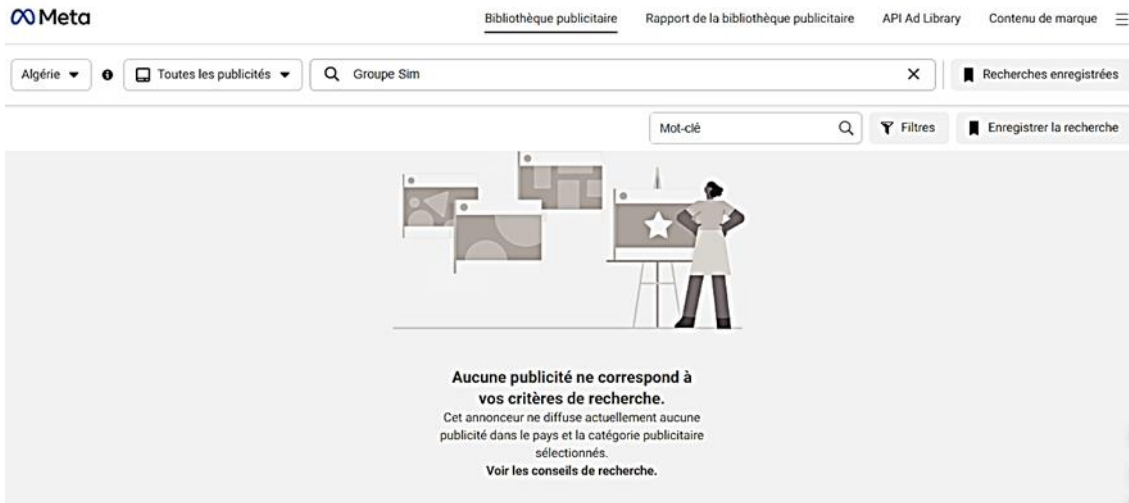 Meta
Bibliothèque publicitaire Rapport de la bibliothèque publicitaire API Ad Library Contenu de marque
Algérie Toutes les publicités Groupe Sim Recherches enregistrées
Mot-clé Filtres Enregistrer la recherche
Aucune publicité ne correspond à
vos critères de recherche.
Cet annonceur ne diffuse actuellement aucune
publicité dans le pays et la catégorie publicitaire
sélectionnés.
Voir les conseils de recherche.